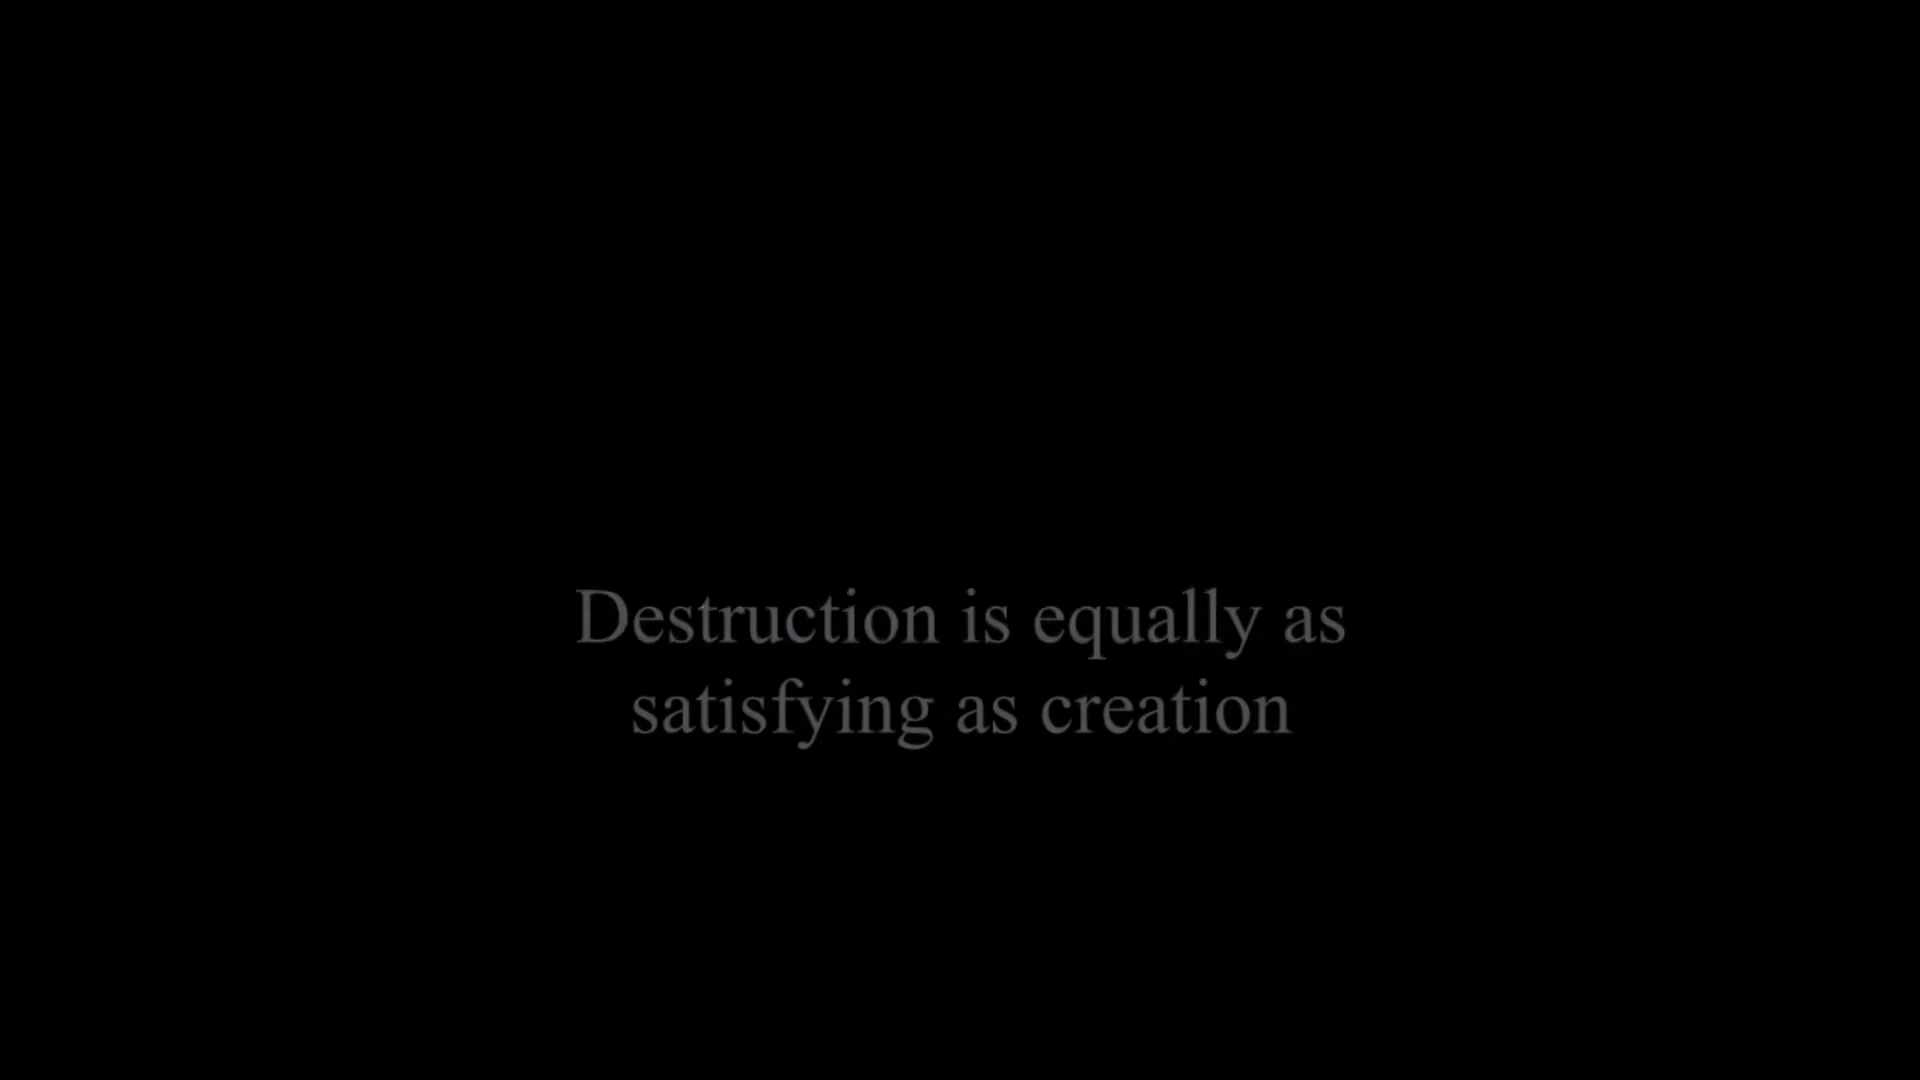 Destruction is equally as
satisfying as creation